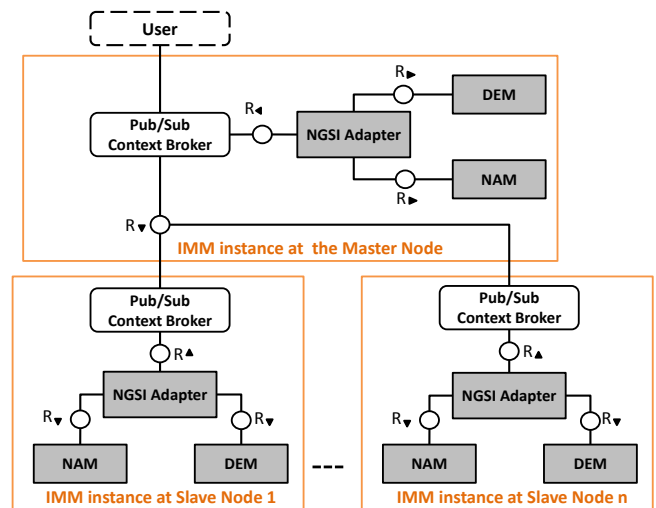 User
R◄
R►
DEM
Pub/Sub
Context Broker
NGSI Adapter
NAM
R►
R▼
IMM instance at the Master Node
Pub/Sub
Context Broker
R▲
NGSI Adapter
R▼
R▼
NAM
DEM
IMM instance at Slave Node 1
Pub/Sub
Context Broker
R▲
NGSI Adapter
R▼
R▼
NAM
DEM
IMM instance at Slave Node n